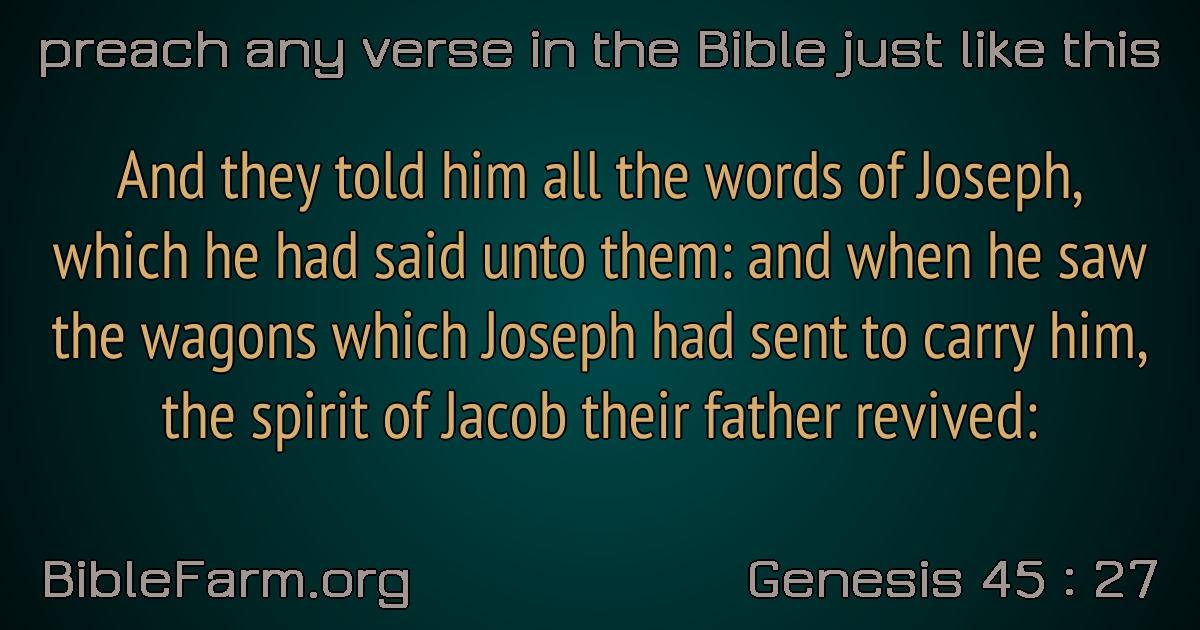 preach any verse in the Bible just like this
And they told him all the words of Joseph,
which he had said unto them: and when he saw
the wagons which Joseph had sent to carry him,
the spirit of Jacob their father revived:
BibleFarm.org
Genesis 45 : 27